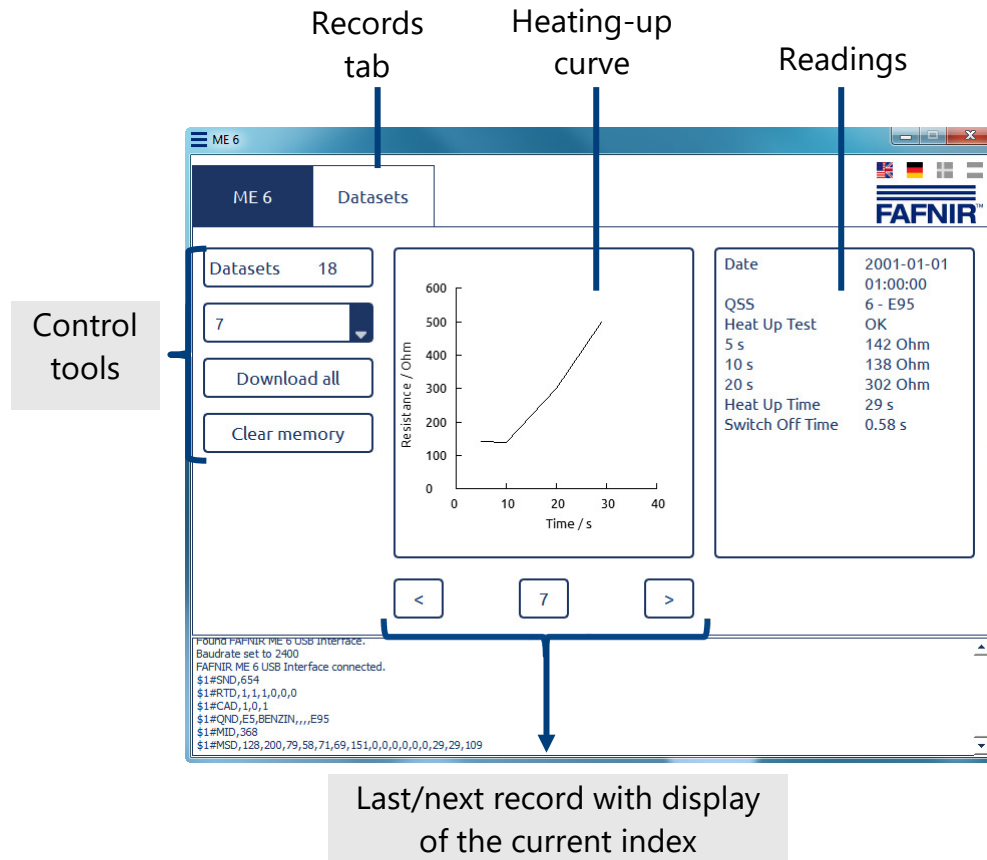 Records
tab
Heating-up
curve
Readings
ME 6
ME 6
Datasets
FAFNIR™
Control
tools
Datasets 18
7
Download all
Clear memory
600
500
400
300
200
100
0
Resistance / Ohm
0 10 20 30 40
Time / s
Date 2001-01-01
01:00:00
QSS 6 - E95
Heat Up Test OK
5 s 142 Ohm
10 s 138 Ohm
20 s 302 Ohm
Heat Up Time 29 s
Switch Off Time 0.58 s
< 7 >
Found FAFNIR ME 6 USB Interface.
Baudrate set to 2400
FAFNIR ME 6 USB Interface connected.
$1#SND,654
$1#RTD,1,1,1,0,0,0
$1#CAD,1,0,1
$1#QND,E5,BENZIN,,,,E95
$1#MID,368
$1#MSD,128,200,79,58,71,69,151,0,0,0,0,0,0,29,29,109
Last/next record with display
of the current index